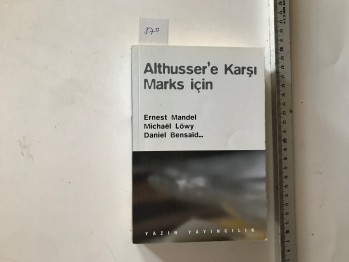 Althusser'e Karşı
Marks için
Ernest Mandel
Michaël Löwy
Daniel Bensaïd...
YAZIN YAYINCILIK